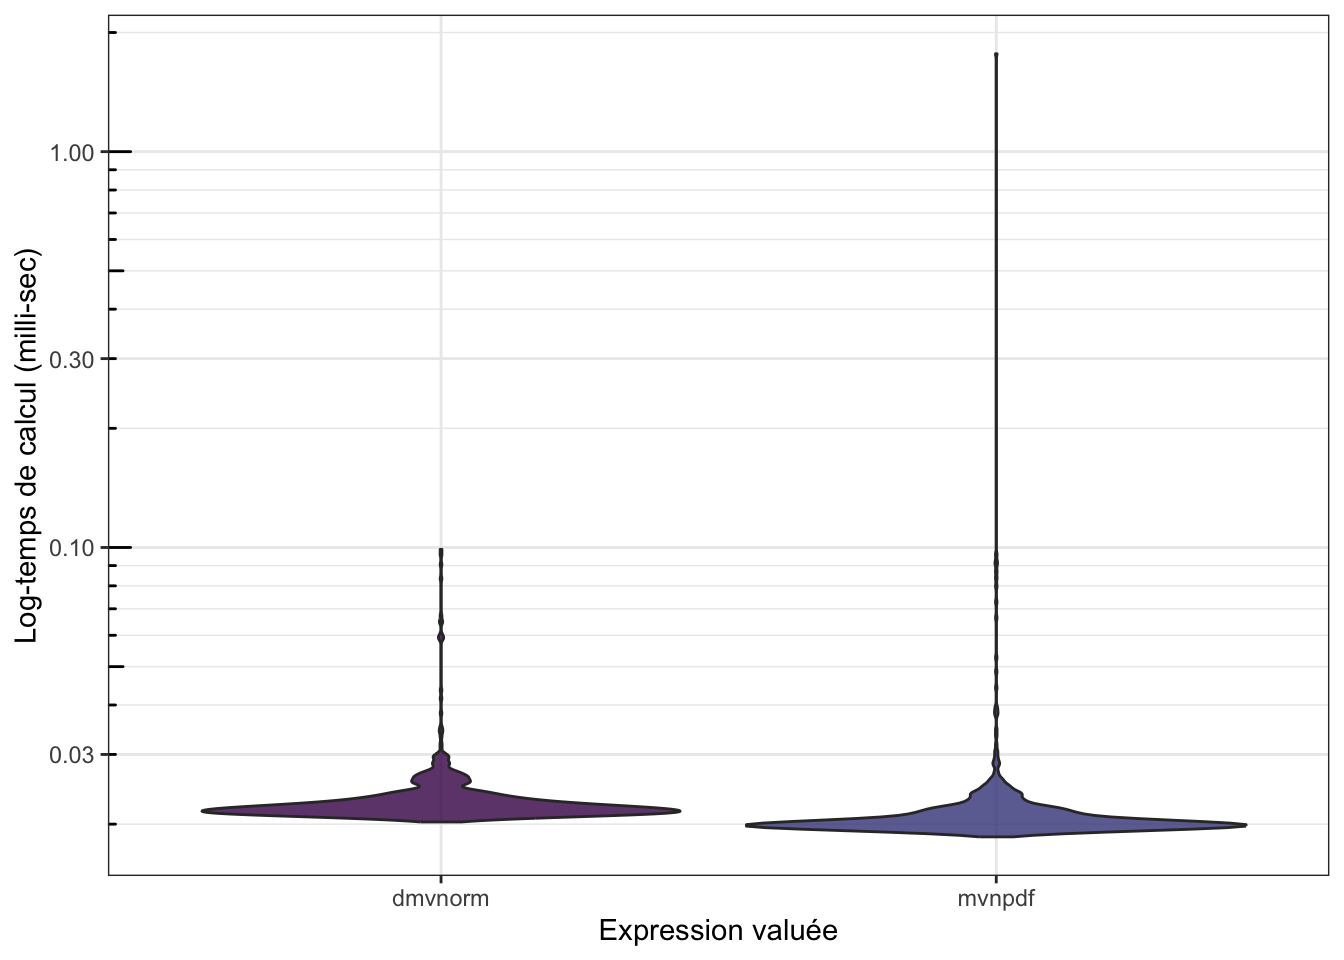 Log-temps de calcul (milli-sec)
1.00
0.30
0.10
0.03
dmvnorm
mvnpdf
Expression valuée